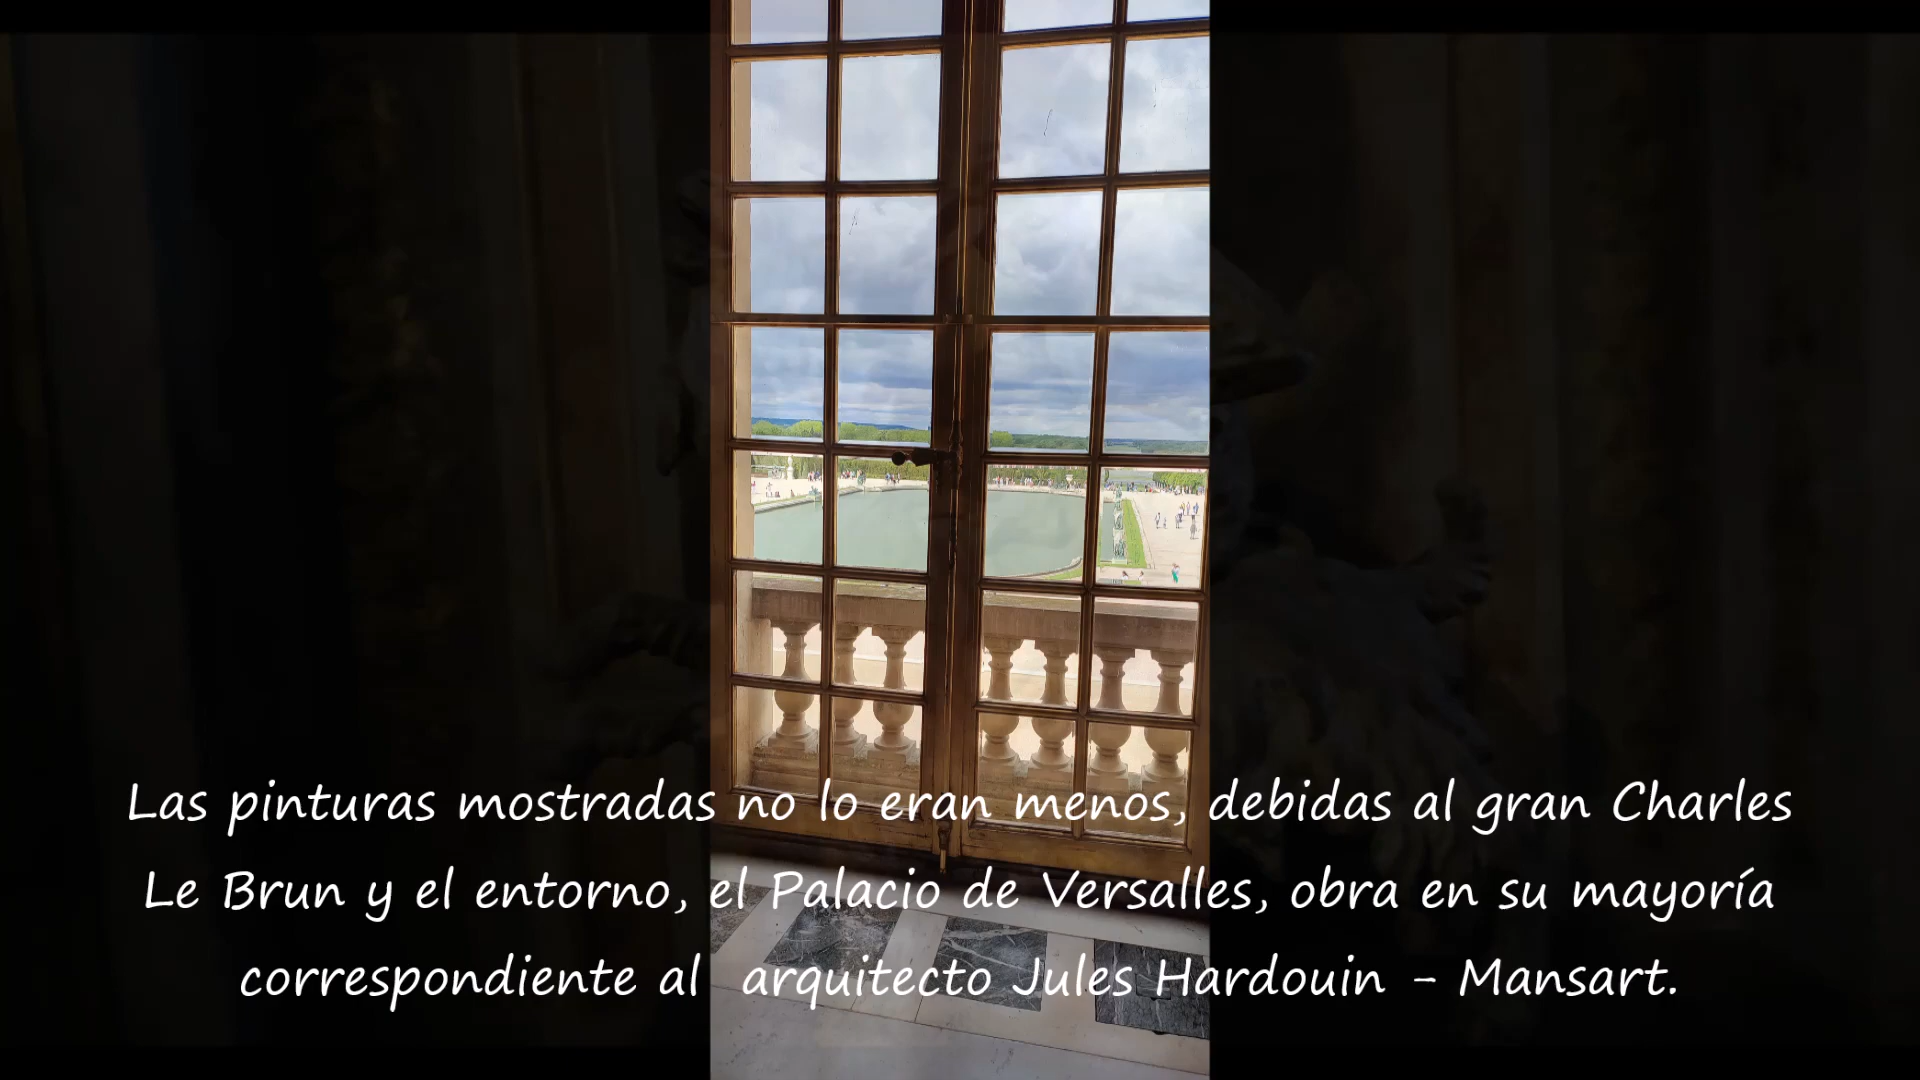 Las pinturas mostradas no lo eran menos, debidas al gran Charles
Le Brun y el entorno, el Palacio de Versalles, obra en su mayoría
correspondiente al arquitecto Jules Hardouin - Mansart.